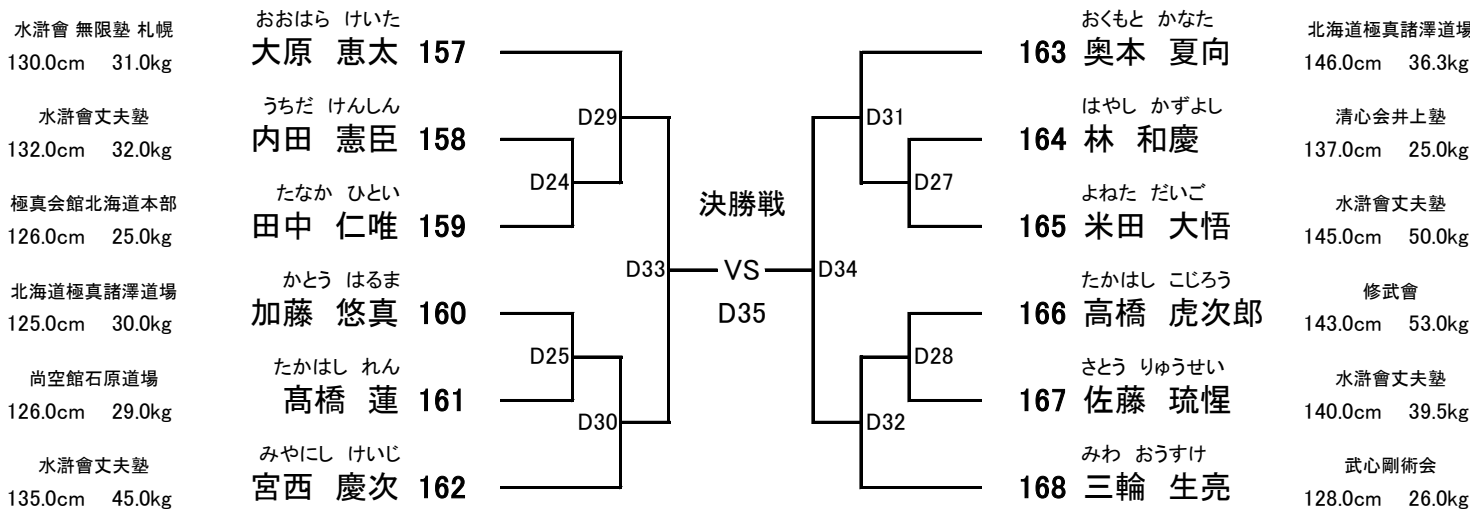 おおはら けいた
水滸會 無限塾 札幌
大原 恵太 157
130.0cm 31.0kg
うちだ けんしん
水滸會丈夫塾
内田 憲臣 158
132.0cm 32.0kg
たなか ひとい
極真会館北海道本部
田中 仁唯 159
126.0cm 25.0kg
かとう はるま
北海道極真諸澤道場
加藤 悠真 160
125.0cm 30.0kg
たかはし れん
尚空館石原道場
髙橋 蓮 161
126.0cm 29.0kg
みやにし けいじ
水滸會丈夫塾
宮西 慶次 162
135.0cm 45.0kg
D29
D24
D25
D30
D33
決勝戦
VS
D35
D34
D31
D27
D28
D32
おくもと かなた
北海道極真諸澤道場
163 奥本 夏向
146.0cm 36.3kg
はやし かずよし
清心会井上塾
164 林 和慶
137.0cm 25.0kg
よねた だいご
水滸會丈夫塾
165 米田 大悟
145.0cm 50.0kg
たかはし こじろう
修武會
166 高橋 虎次郎
143.0cm 53.0kg
さとう りゅうせい
水滸會丈夫塾
167 佐藤 琉惺
140.0cm 39.5kg
みわ おうすけ
武心剛術会
168 三輪 生亮
128.0cm 26.0kg